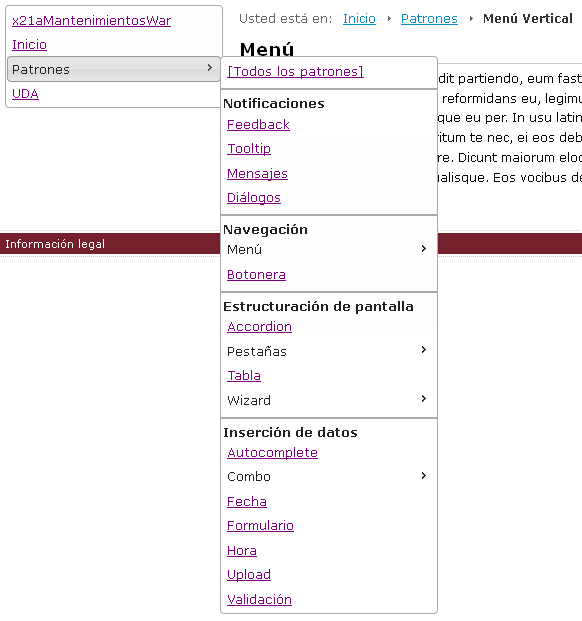 x21aMantenimientosWar
Inicio
Patrones
UDA
Usted está en: Inicio Patrones Menú Vertical
Menú
[Todos los patrones]
Notificaciones
Feedback
Tooltip
Mensajes
Diálogos
Navegación
Menú
Botonera
Estructuración de pantalla
Accordion
Pestañas
Tabla
Wizard
Inserción de datos
Autocomplete
Combo
Fecha
Formulario
Hora
Upload
Validación
dit partiendo, eum fast
reformidans eu, legimu
que eu per. In usu latin
ritum te nec, ei eos deb
re. Dicunt maiorum eloc
ualisque. Eos vocibus de
Información legal